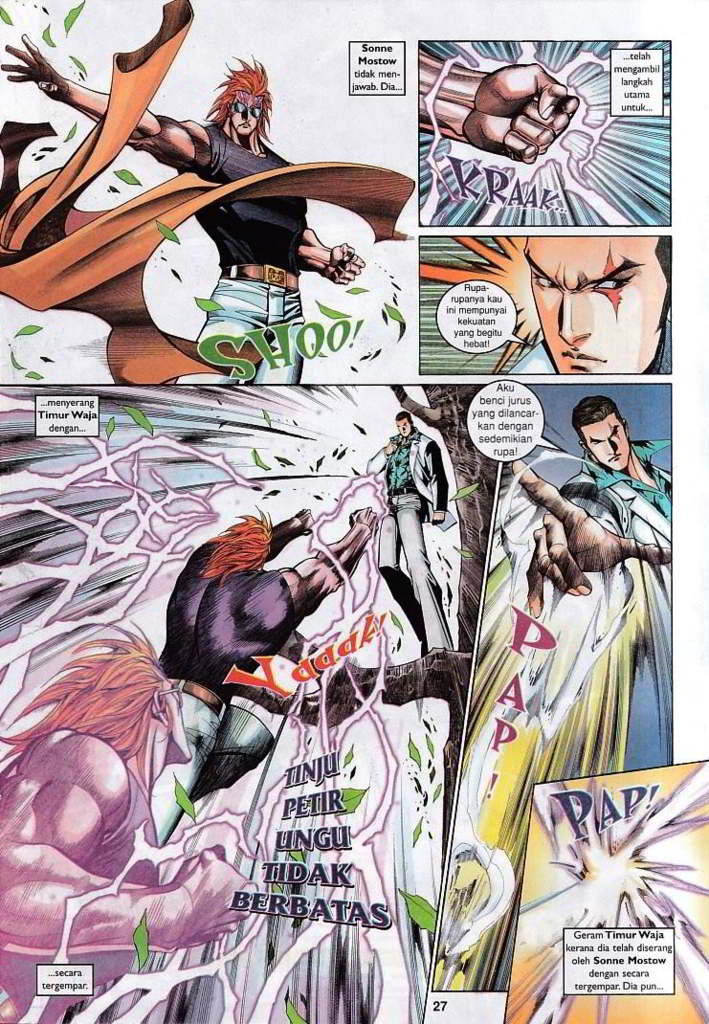 Sonne
Mostow
tidak men-
jawab. Dia...
...telah
mengambil
langkah
utama
untuk...
KRAAK...
SHOO!
Rupa-
rupanya kau
ini mempunyai
kekuatan
yang begitu
hebat!
...menyerang
Timur Waja
dengan...
Yaaah!
TINJU
PETIR
UNGU
TIDAK
BERBATAS
...secara
tergempar.
Aku
benci jurus
yang dilancar-
kan dengan
sedemikian
rupa!
PAP!
PAP!
Geram Timur Waja
kerana dia telah diserang
oleh Sonne Mostow
dengan secara
tergempar. Dia pun...
27